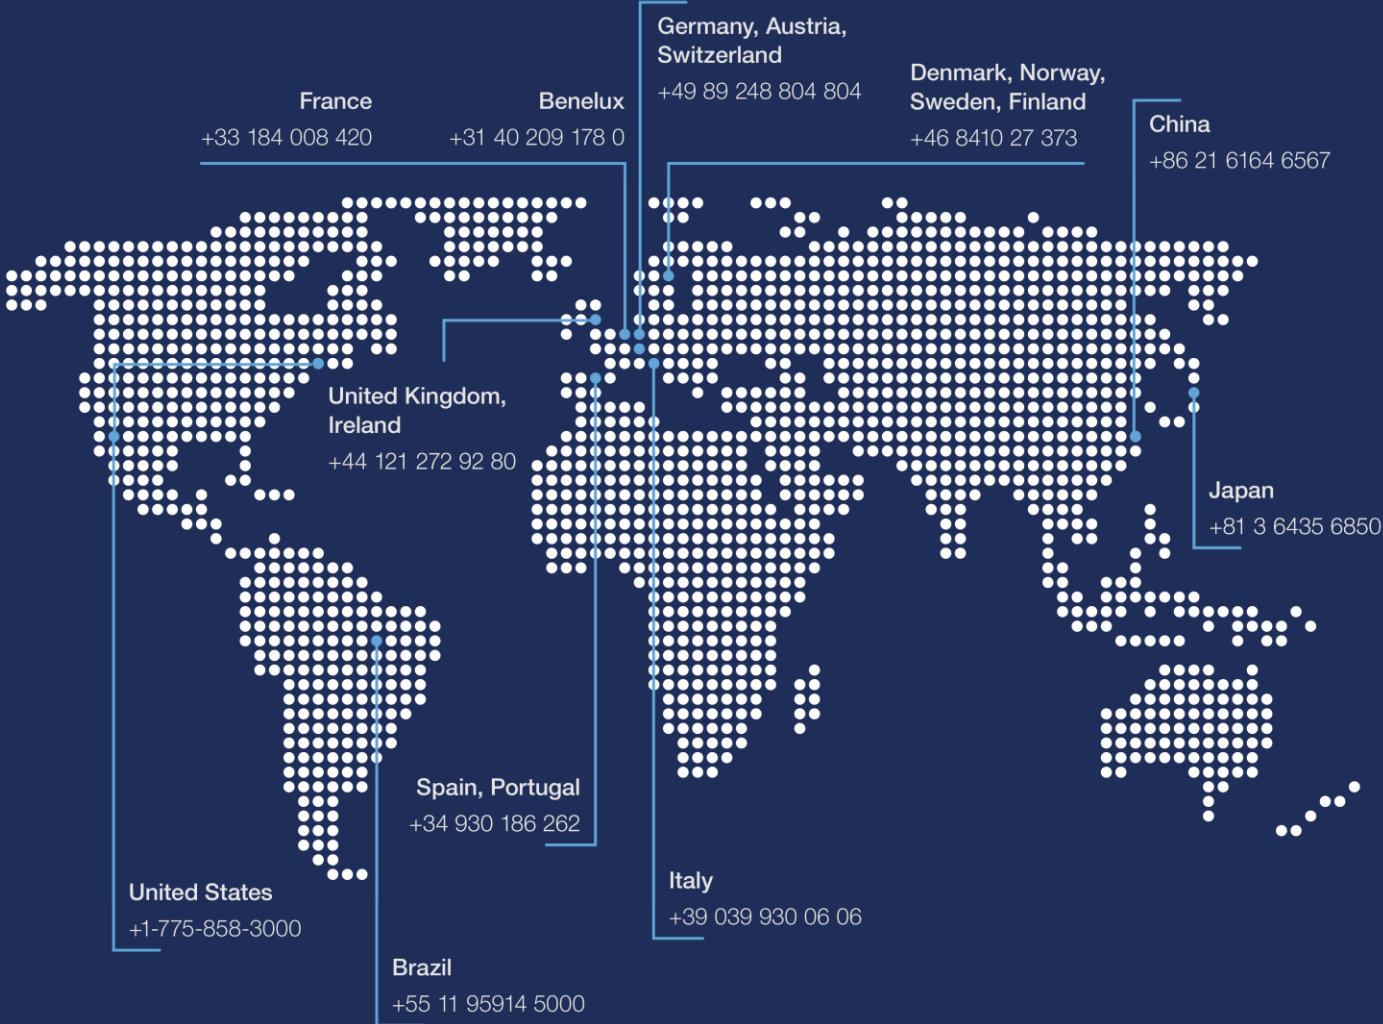 Germany, Austria,
Switzerland
+49 89 248 804 804
Denmark, Norway,
Sweden, Finland
+46 8410 27 373
France
+33 184 008 420
Benelux
+31 40 209 178 0
China
+86 21 6164 6567
United Kingdom,
Ireland
+44 121 272 92 80
Japan
+81 3 6435 6850
Spain, Portugal
+34 930 186 262
Italy
+39 039 930 06 06
United States
+1-775-858-3000
Brazil
+55 11 95914 5000